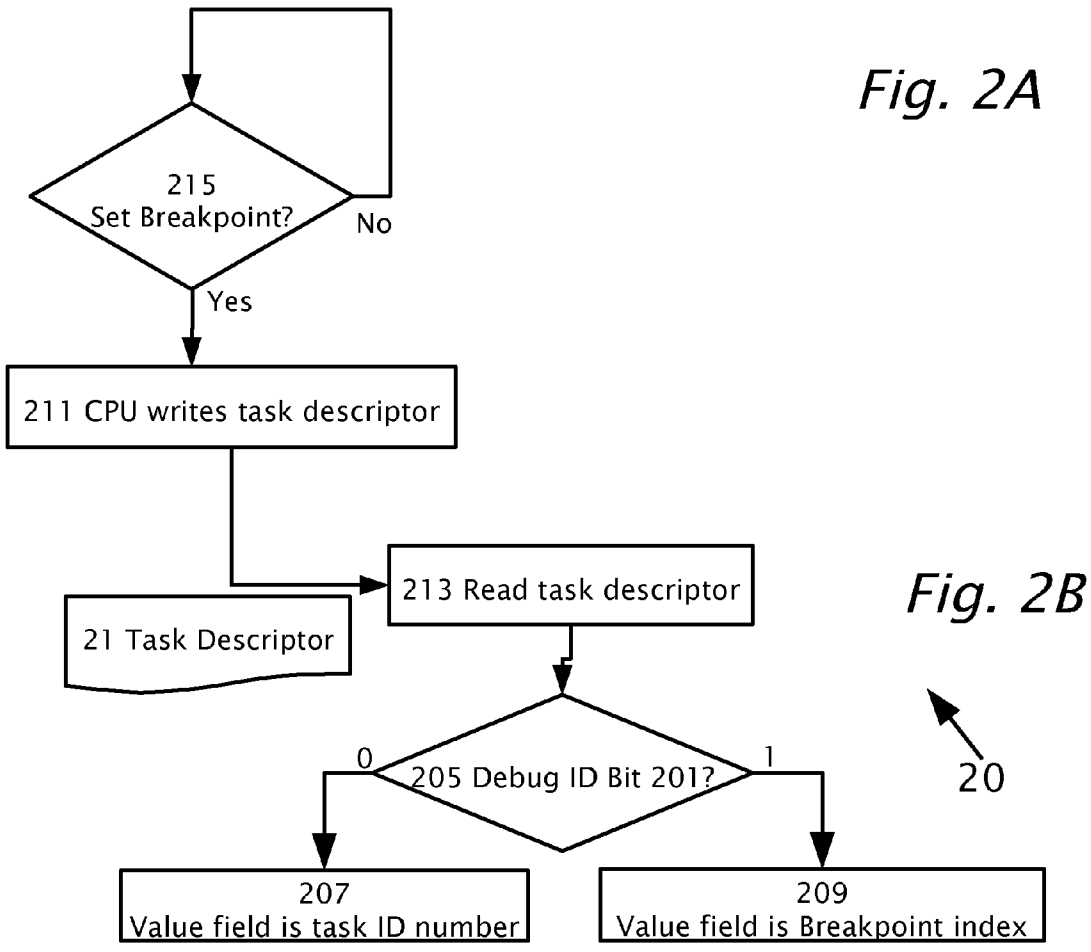 Fig. 2A
215
Set Breakpoint?
No
Yes
211 CPU writes task descriptor
213 Read task descriptor
Fig. 2B
21 Task Descriptor
0
1
205 Debug ID Bit 201?
20
207
Value field is task ID number
209
Value field is Breakpoint index